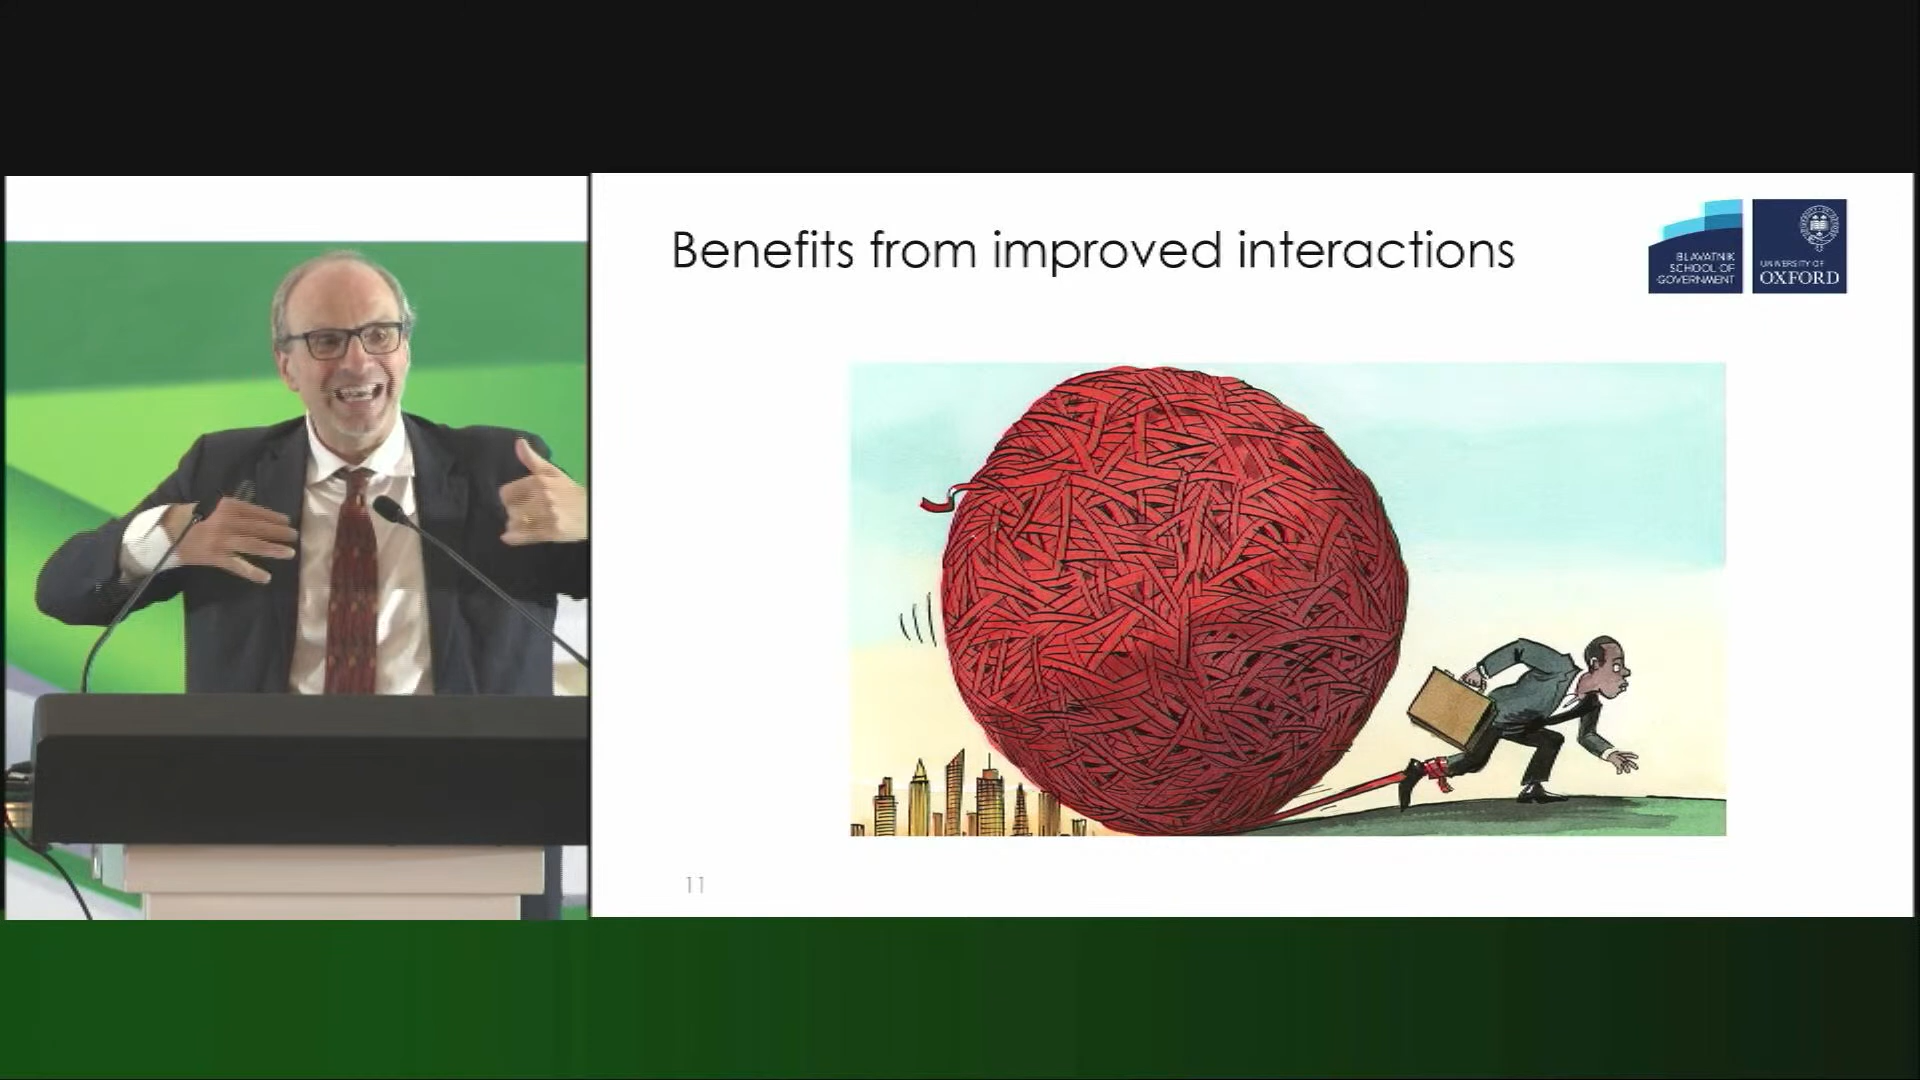 Benefits from improved interactions
BLAVATNIK
SCHOOL OF
GOVERNMENT
UNIVERSITY OF
OXFORD
11